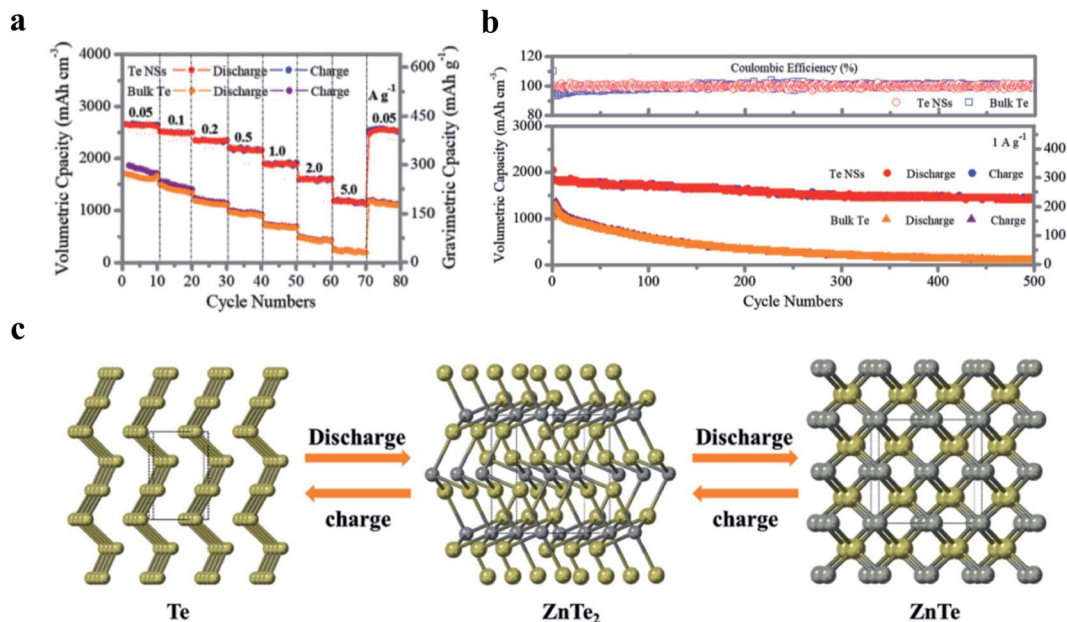 a
4000
3000
2000
1000
0
Volumetric Cpacity (mAh cm⁻³)
Te NSs Discharge Charge
Bulk Te Discharge Charge
A g⁻¹
0.05 0.1 0.2 0.5 1.0 2.0 5.0 0.05
600
450
300
150
0
Gravimetric Cpacity (mAh g⁻¹)
0 10 20 30 40 50 60 70 80
Cycle Numbers
b
120
100
80
Coulombic Efficiency (%)
Te NSs Bulk Te
3000
2000
1000
0
Volumetric Capacity (mAh cm⁻³)
1 A g⁻¹
Te NSs Discharge Charge
Bulk Te Discharge Charge
400
300
200
100
0
0 100 200 300 400 500
Cycle Numbers
c
Discharge
charge
Discharge
charge
Te
ZnTe₂
ZnTe